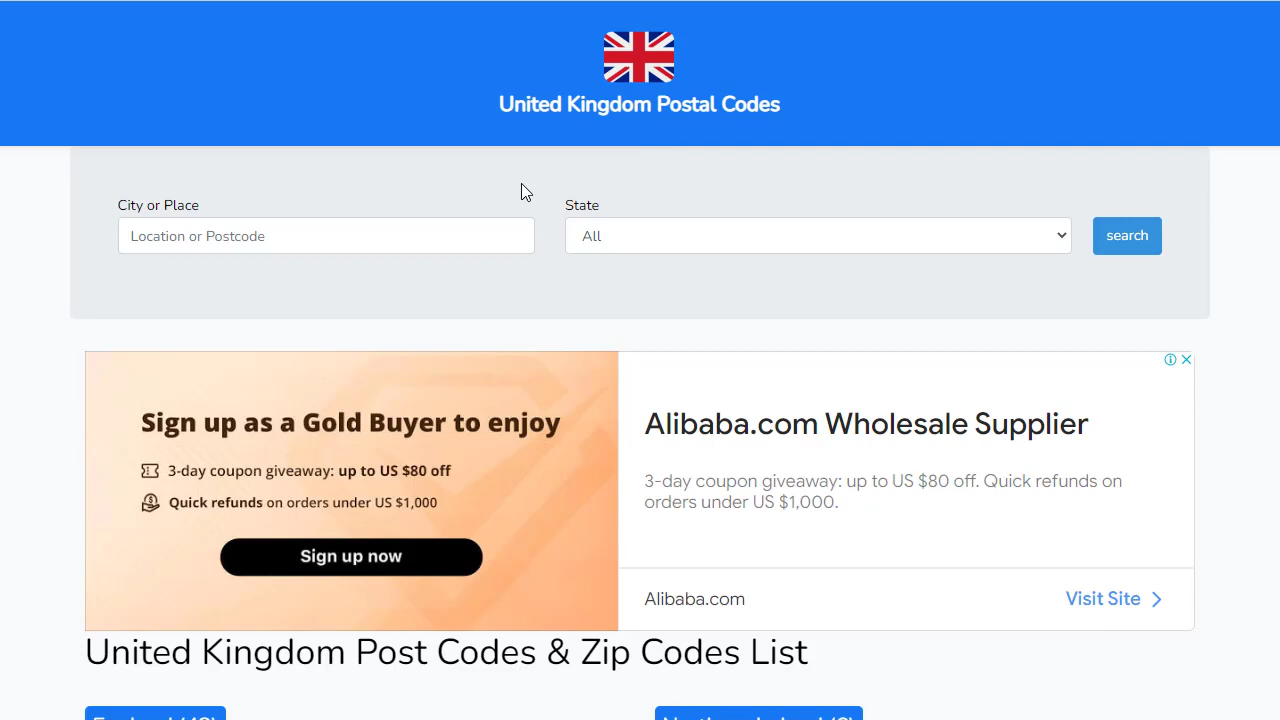 United Kingdom Postal Codes
City or Place
State
Location or Postcode
All
search
Sign up as a Gold Buyer to enjoy
3-day coupon giveaway: up to US $80 off
Quick refunds on orders under US $1,000
Sign up now
Alibaba.com Wholesale Supplier
3-day coupon giveaway: up to US $80 off. Quick refunds on
orders under US $1,000.
Alibaba.com
Visit Site
United Kingdom Post Codes & Zip Codes List